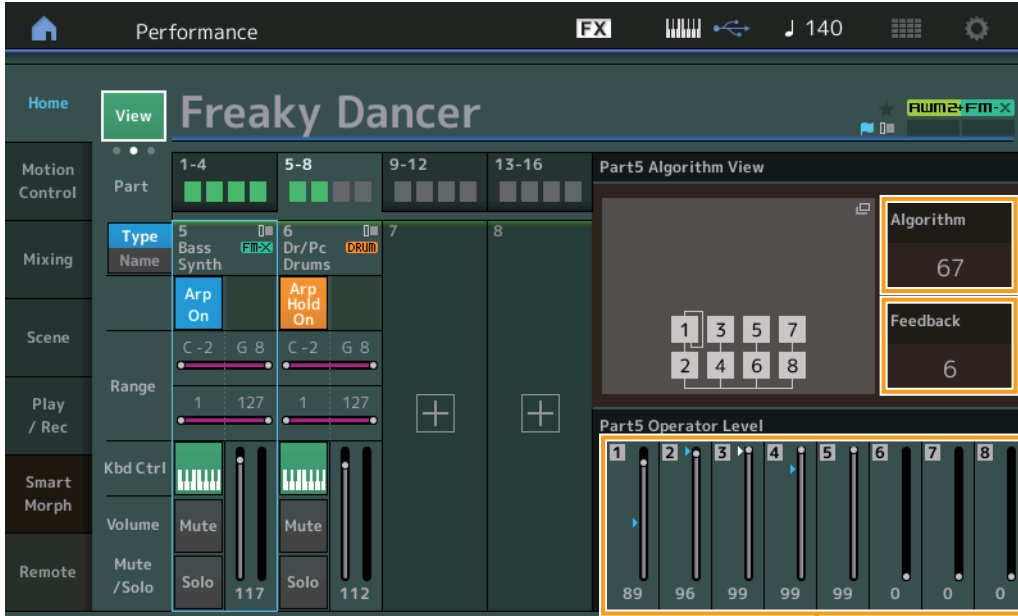 Performance
FX
140
Home
View
Freaky Dancer
AWM2+FM-X
Motion
Control
Part
1-4
5-8
9-12
13-16
Part5 Algorithm View
Type
Name
5
Bass
Synth
FM-X
6
Dr/Pc
Drums
DRUM
7
8
Algorithm
67
Mixing
Arp
On
Arp
Hold
On
Feedback
6
1 3 5 7
2 4 6 8
Scene
Range
C -2 G 8
C -2 G 8
1 127
1 127
Play
/ Rec
Part5 Operator Level
1 2 3 4 5 6 7 8
Kbd Ctrl
Smart
Morph
Volume
Mute
Mute
Mute
/Solo
Remote
Solo
117
Solo
112
89 96 99 99 99 0 0 0